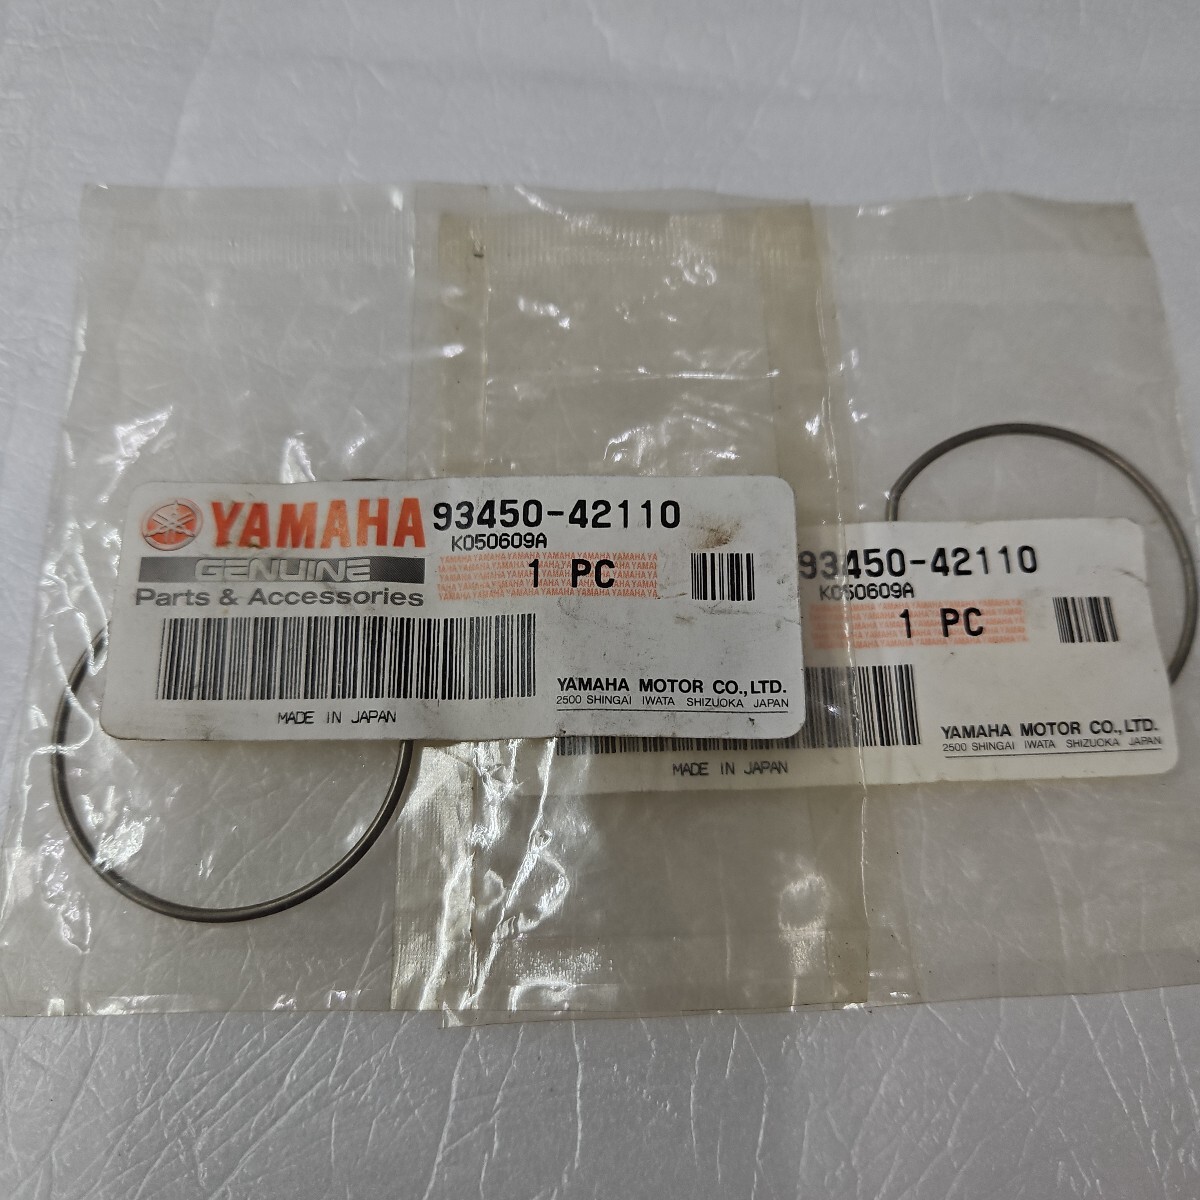 YAMAHA 93450-42110
K050609A
GENUINE
1 PC
Parts & Accessories
YAMAHA MOTOR CO.,LTD.
2500 SHINGAI IWATA SHIZUOKA JAPAN
MADE IN JAPAN
93450-42110
K050609A
1 PC
YAMAHA MOTOR CO.,LTD.
2500 SHINGAI IWATA SHIZUOKA JAPAN
MADE IN JAPAN